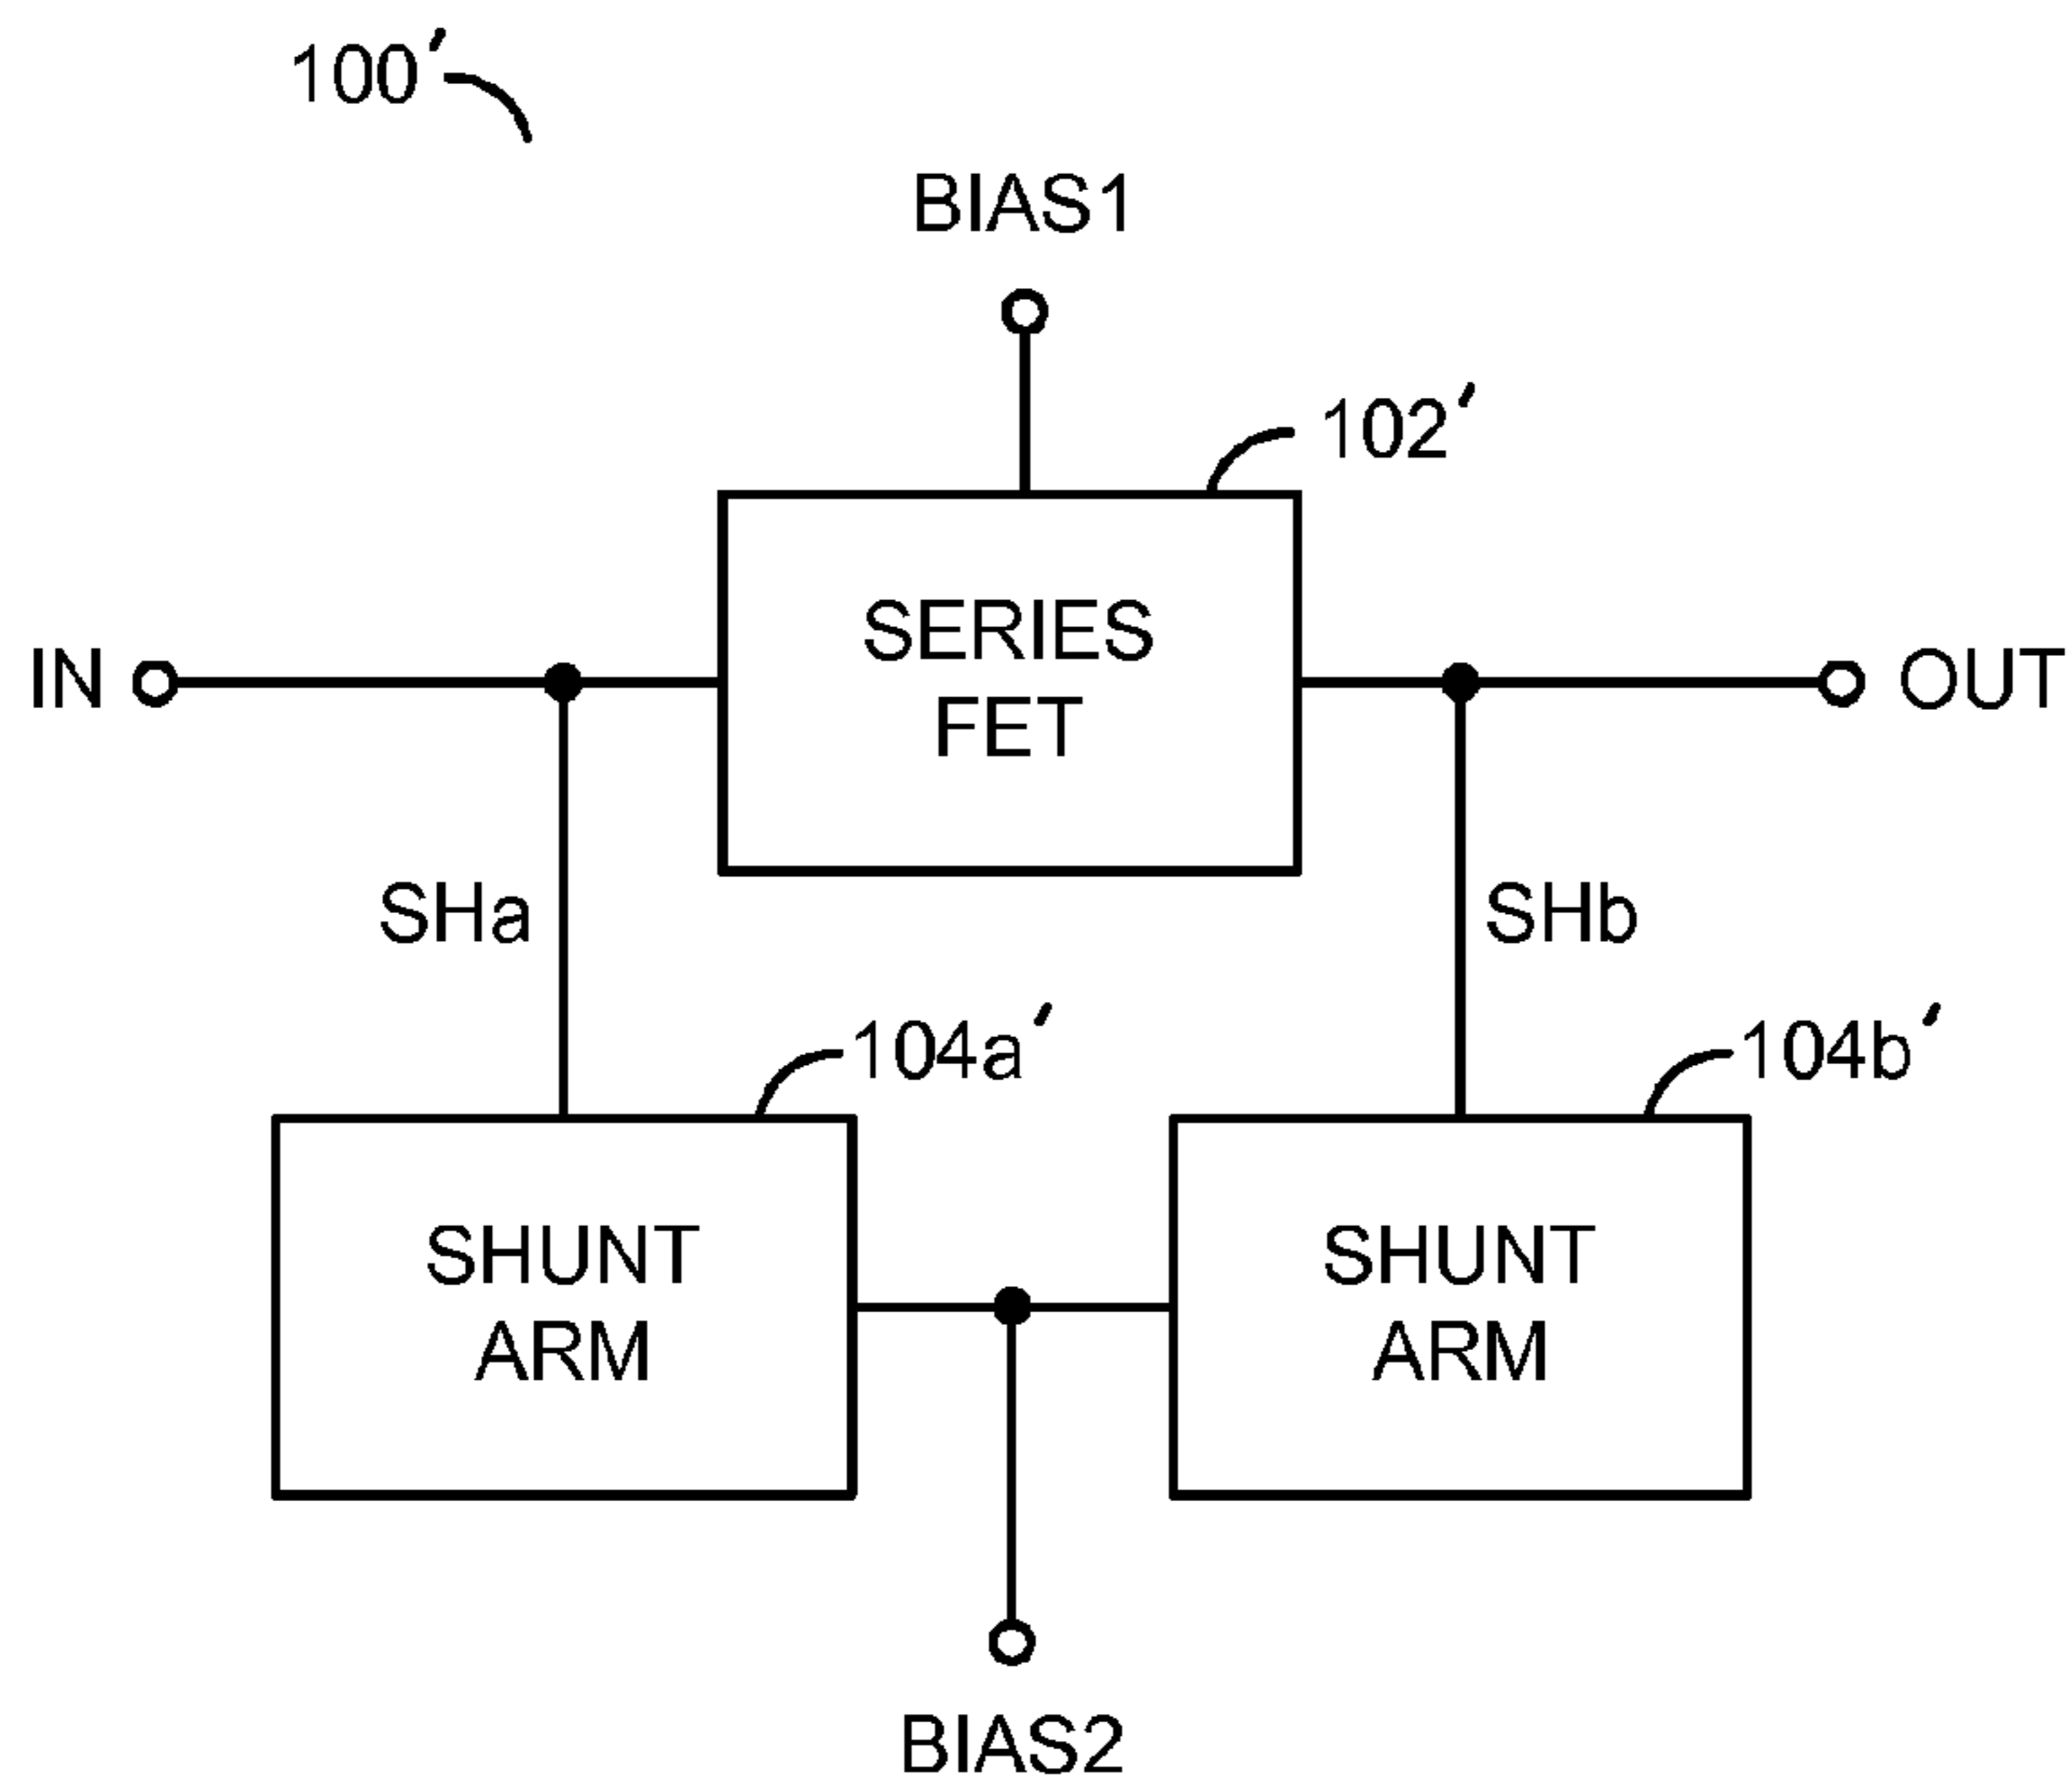 100′
BIAS1
102′
SERIES
FET
IN
OUT
SHa
SHb
104a′
104b′
SHUNT
ARM
SHUNT
ARM
BIAS2